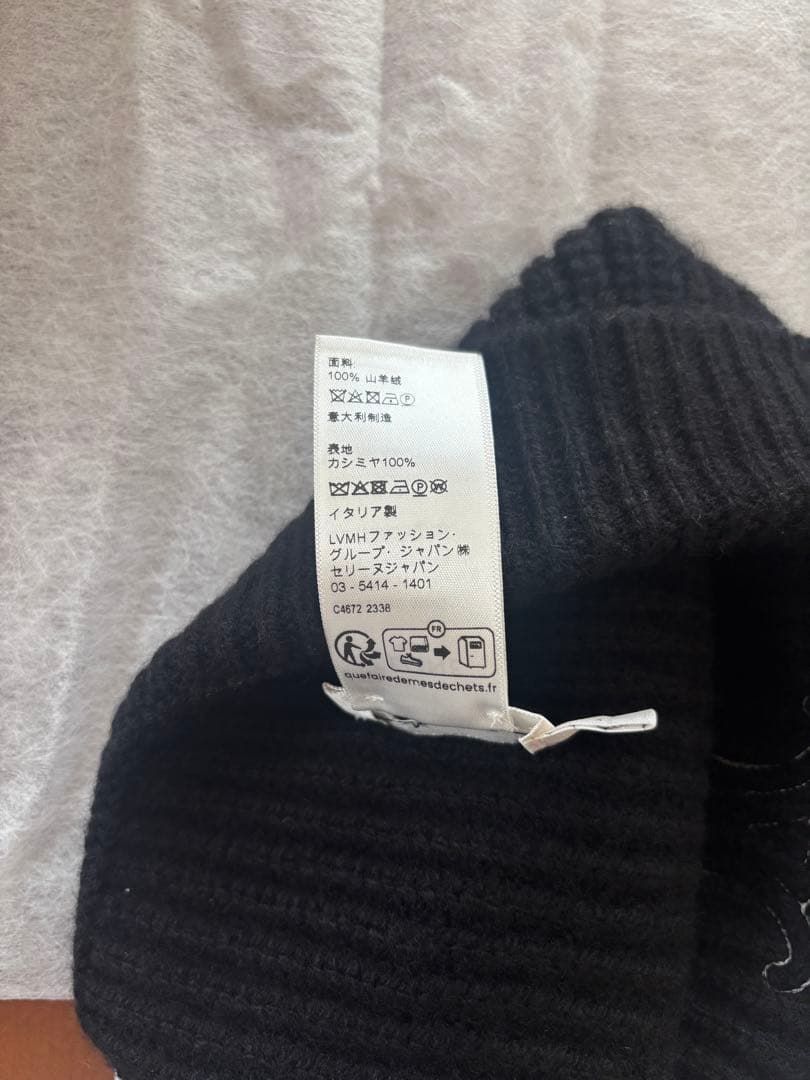 面料:
100% 山羊绒
P
意大利制造
表地
カシミヤ100%
P W
イタリア製
LVMHファッション・
グループ・ジャパン㈱
セリーヌジャパン
03 - 5414 - 1401
C4672 2338
FR
quefairedemesdechets.fr